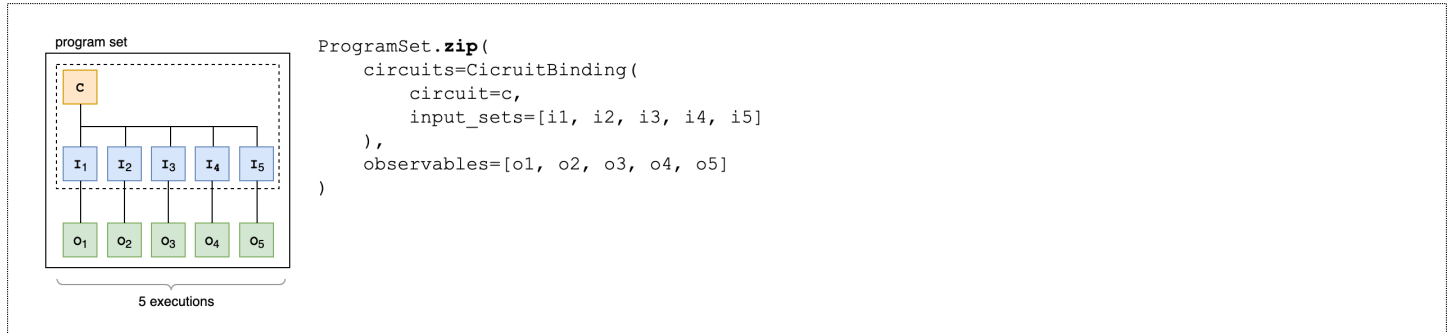 program set
C
I₁ I₂ I₃ I₄ I₅
O₁ O₂ O₃ O₄ O₅
5 executions
ProgramSet.zip(
    circuits=CicruitBinding(
        circuit=c,
        input_sets=[i1, i2, i3, i4, i5]
    ),
    observables=[o1, o2, o3, o4, o5]
)